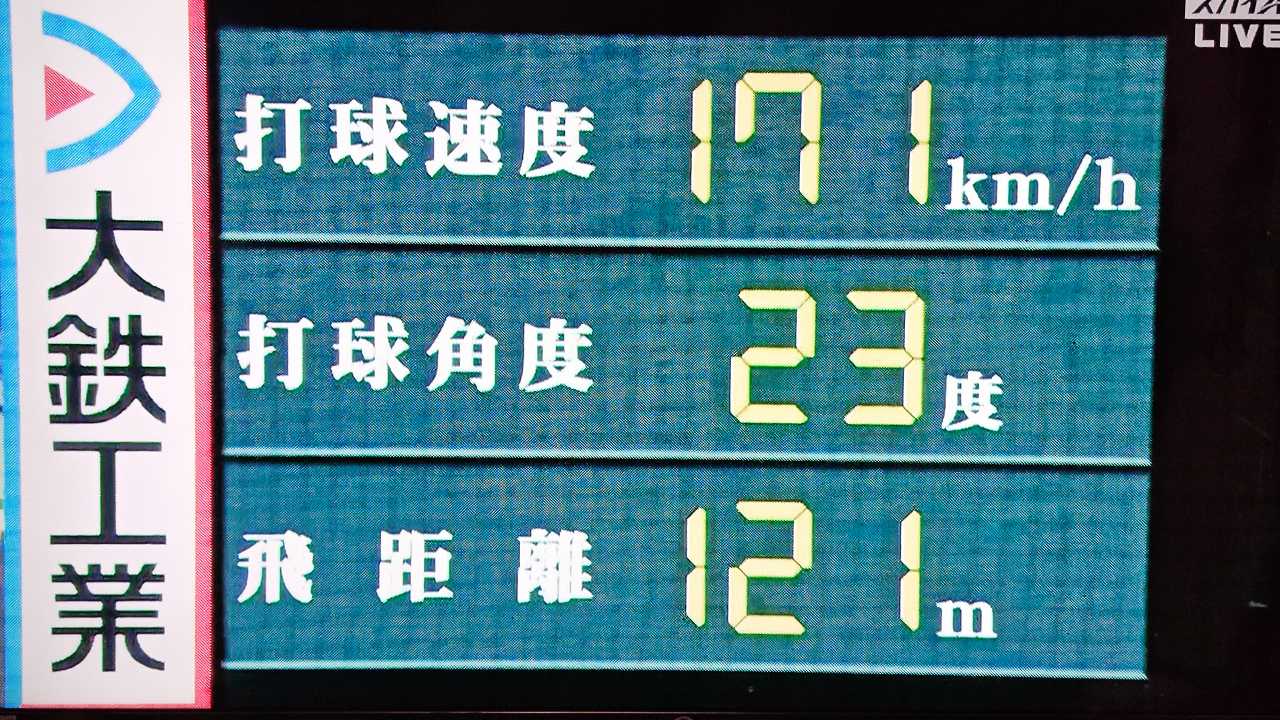 大鉄工業
LIVE
打球速度 171km/h
打球角度 23度
飛距離 121m